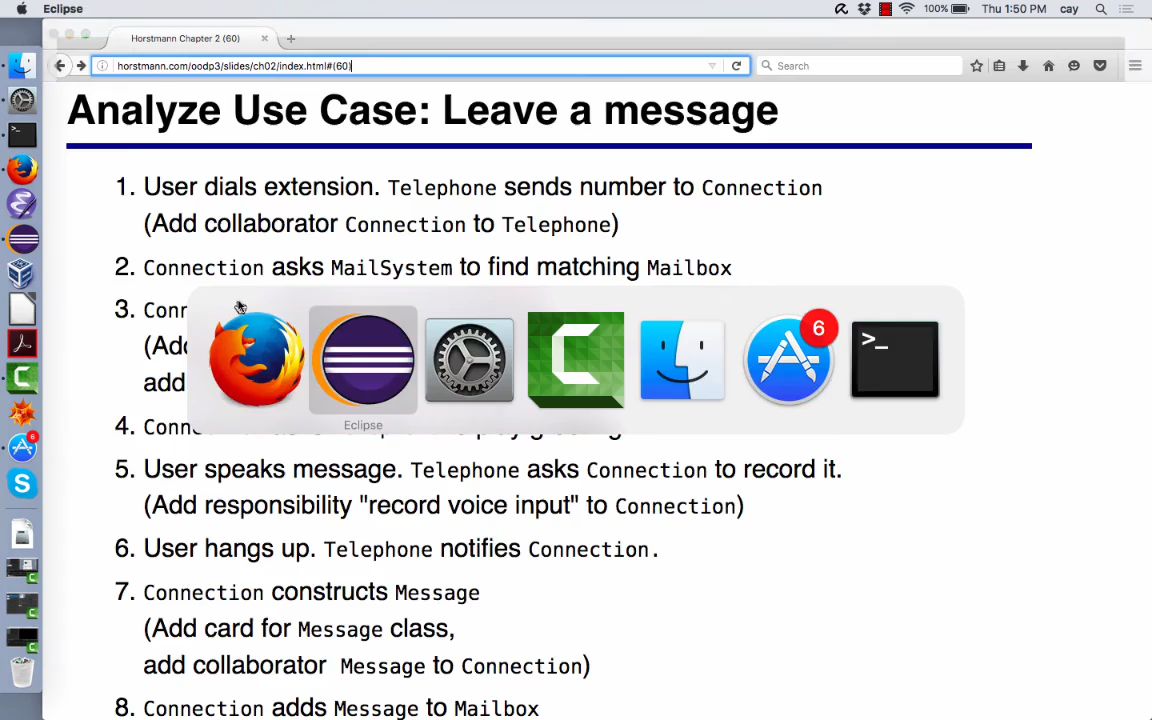 Eclipse
100%
Thu 1:50 PM
cay
Horstmann Chapter 2 (60)
horstmann.com/oodp3/slides/ch02/index.html#(60)
Search
Analyze Use Case: Leave a message
1. User dials extension. Telephone sends number to Connection
(Add collaborator Connection to Telephone)
2. Connection asks MailSystem to find matching Mailbox
3. Conn
(Add
add
6
Eclipse
4. Conn
5. User speaks message. Telephone asks Connection to record it.
(Add responsibility "record voice input" to Connection)
6. User hangs up. Telephone notifies Connection.
7. Connection constructs Message
(Add card for Message class,
add collaborator Message to Connection)
8. Connection adds Message to Mailbox
6